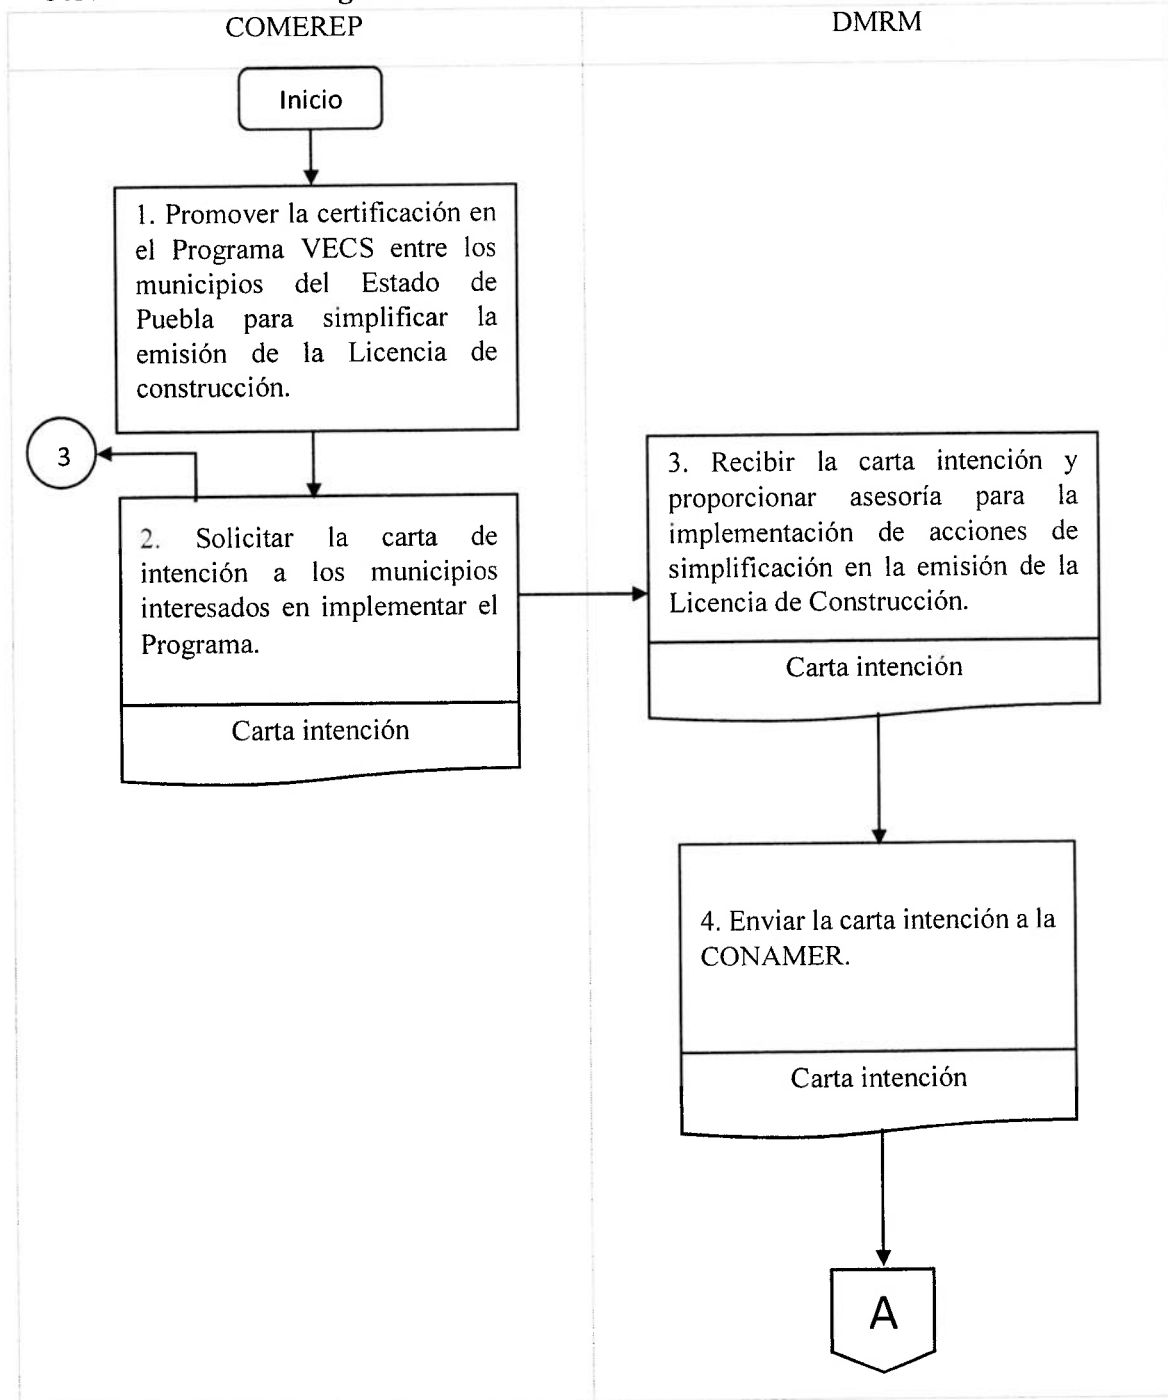 COMEREP
DMRM
Inicio
1. Promover la certificación en
el Programa VECS entre los
municipios del Estado de
Puebla para simplificar la
emisión de la Licencia de
construcción.
3
2. Solicitar la carta de
intención a los municipios
interesados en implementar el
Programa.
Carta intención
3. Recibir la carta intención y
proporcionar asesoría para la
implementación de acciones de
simplificación en la emisión de la
Licencia de Construcción.
Carta intención
4. Enviar la carta intención a la
CONAMER.
Carta intención
A